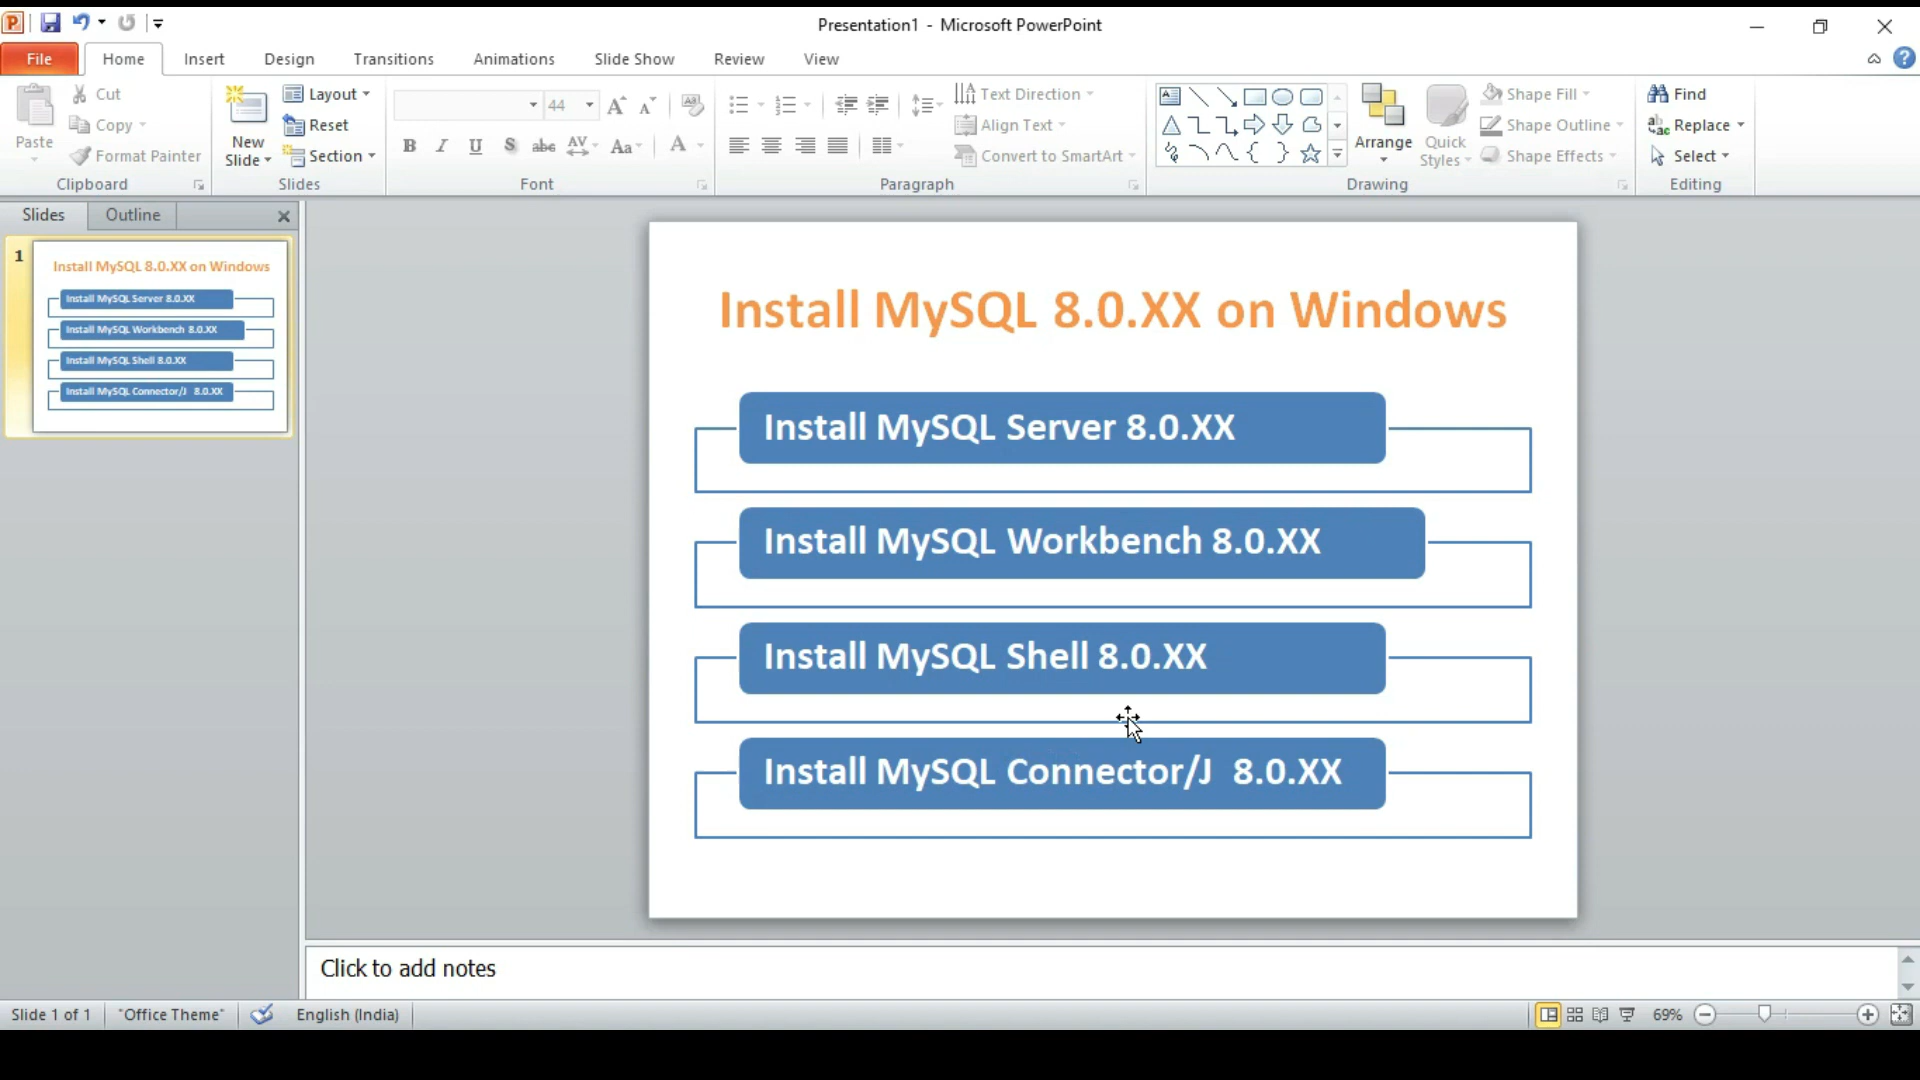 Presentation1 - Microsoft PowerPoint
File Home Insert Design Transitions Animations Slide Show Review View
Paste
Cut
Copy
Format Painter
Clipboard
New Slide
Layout
Reset
Section
Slides
44
Font
Paragraph
Text Direction
Align Text
Convert to SmartArt
Arrange
Quick Styles
Shape Fill
Shape Outline
Shape Effects
Drawing
Find
Replace
Select
Editing
Slides Outline
1
Install MySQL 8.0.XX on Windows
Install MySQL Server 8.0.XX
Install MySQL Workbench 8.0.XX
Install MySQL Shell 8.0.XX
Install MySQL Connector/J 8.0.XX
Install MySQL 8.0.XX on Windows
Install MySQL Server 8.0.XX
Install MySQL Workbench 8.0.XX
Install MySQL Shell 8.0.XX
Install MySQL Connector/J  8.0.XX
Click to add notes
Slide 1 of 1 "Office Theme" English (India) 69%